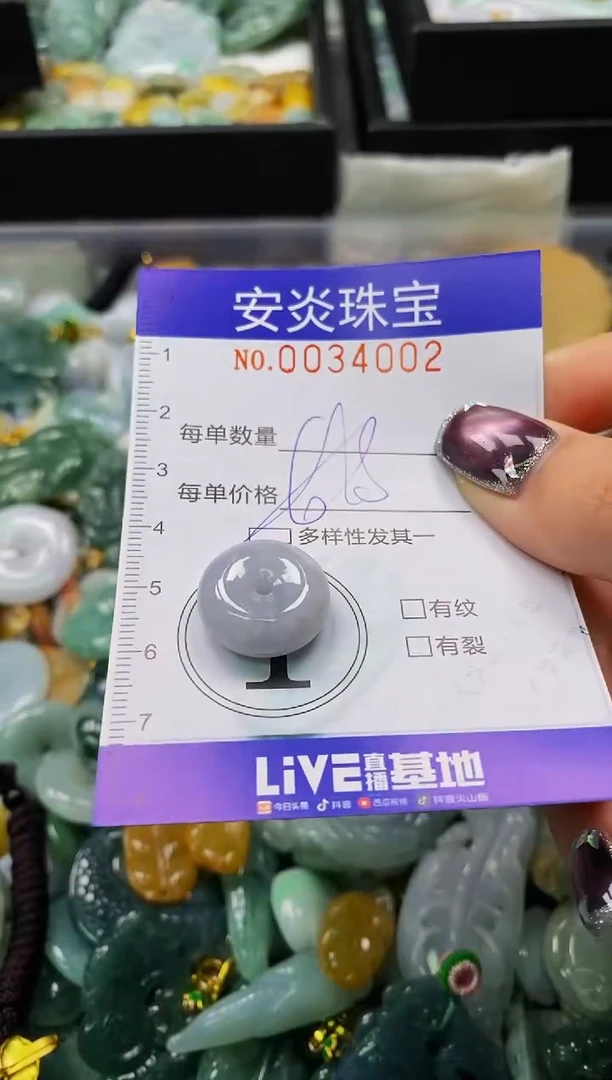 安炎珠宝
NO.0034002
1
2
每单数量
3
每单价格
4
多样性发其一
5
有纹
6
有裂
1
7
LiVE直播基地
今日头条 抖音 西瓜视频 抖音火山版